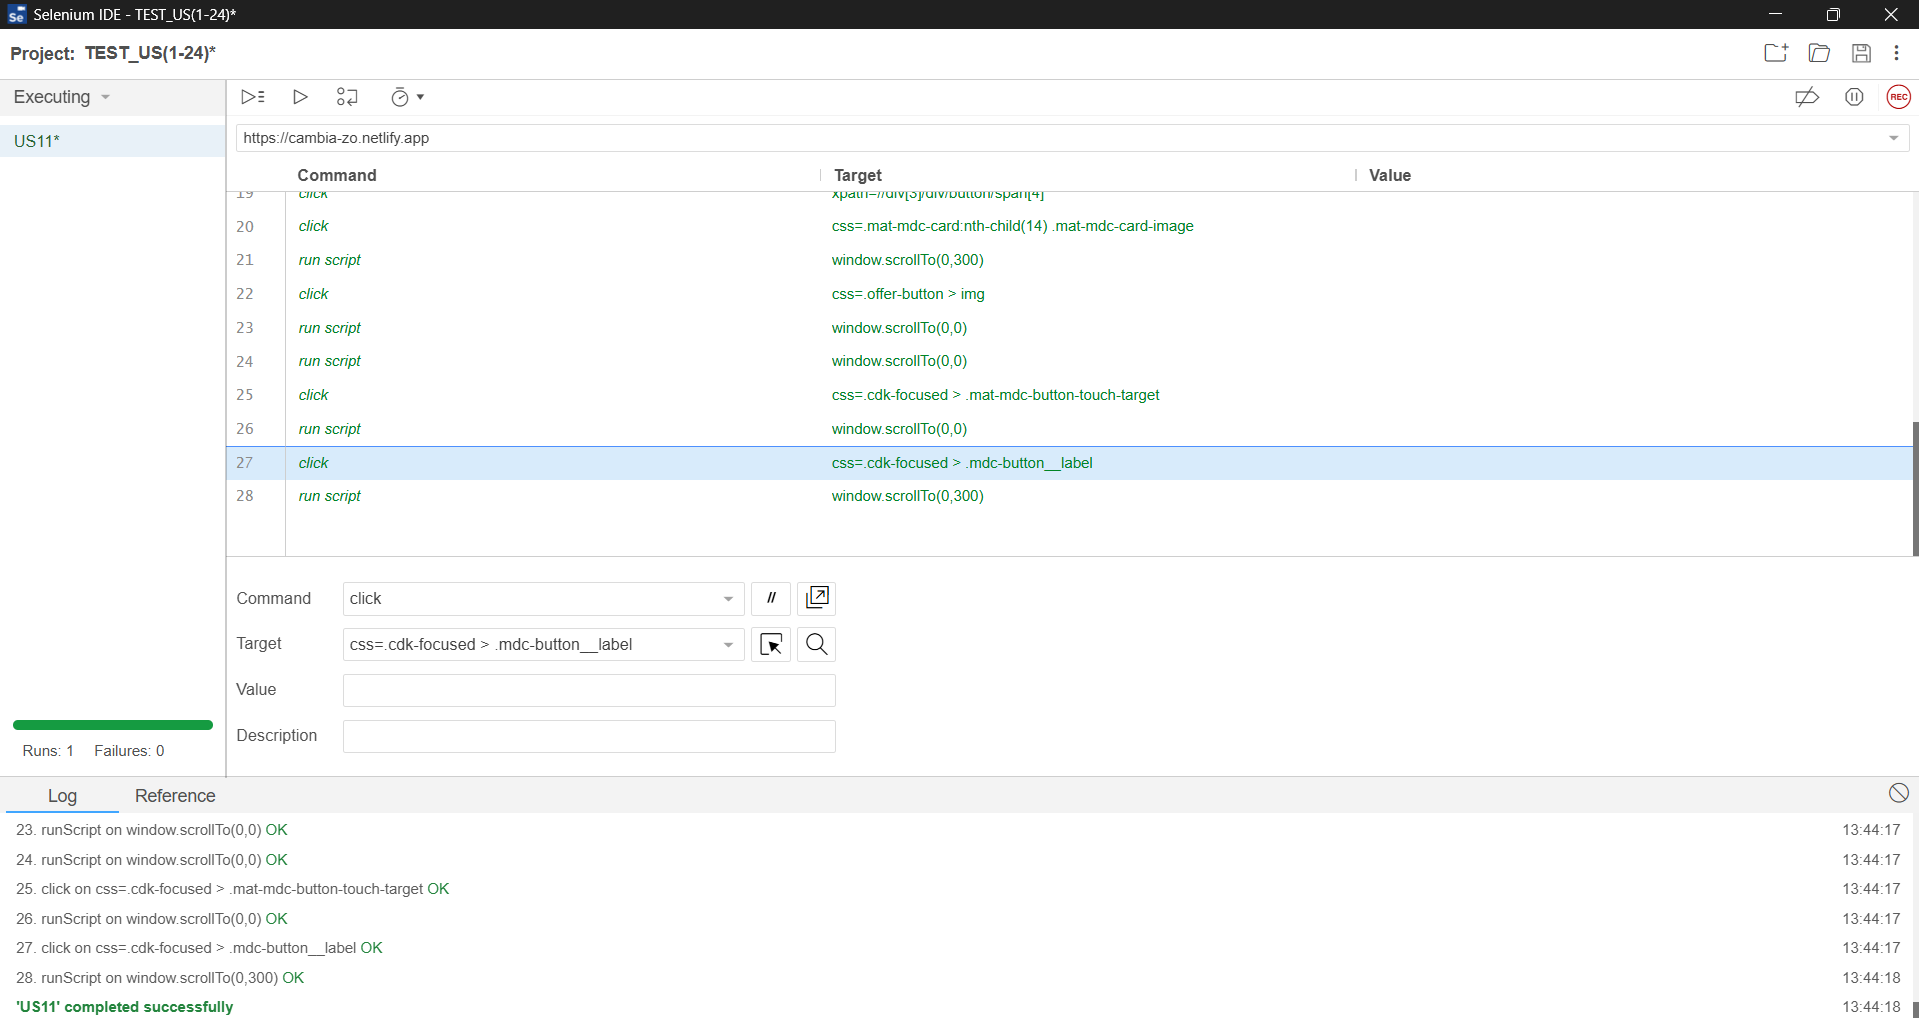 Selenium IDE - TEST_US(1-24)*
Project: TEST_US(1-24)*
Executing
https://cambia-zo.netlify.app
US11*
Command Target Value
19 click xpath=//div[3]/div/button/span[4]
20 click css=.mat-mdc-card:nth-child(14) .mat-mdc-card-image
21 run script window.scrollTo(0,300)
22 click css=.offer-button > img
23 run script window.scrollTo(0,0)
24 run script window.scrollTo(0,0)
25 click css=.cdk-focused > .mat-mdc-button-touch-target
26 run script window.scrollTo(0,0)
27 click css=.cdk-focused > .mdc-button__label
28 run script window.scrollTo(0,300)
Command click //
Target css=.cdk-focused > .mdc-button__label
Value
Description
Runs: 1 Failures: 0
REC
Log Reference
23. runScript on window.scrollTo(0,0) OK 13:44:17
24. runScript on window.scrollTo(0,0) OK 13:44:17
25. click on css=.cdk-focused > .mat-mdc-button-touch-target OK 13:44:17
26. runScript on window.scrollTo(0,0) OK 13:44:17
27. click on css=.cdk-focused > .mdc-button__label OK 13:44:17
28. runScript on window.scrollTo(0,300) OK 13:44:18
'US11' completed successfully 13:44:18